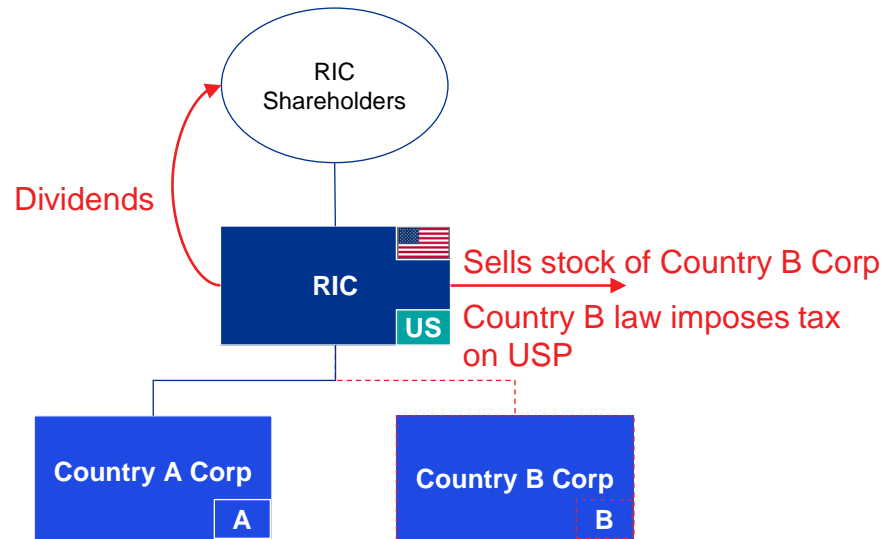 RIC
Shareholders
Dividends
RIC
US
Sells stock of Country B Corp
Country B law imposes tax
on USP
Country A Corp
A
Country B Corp
B